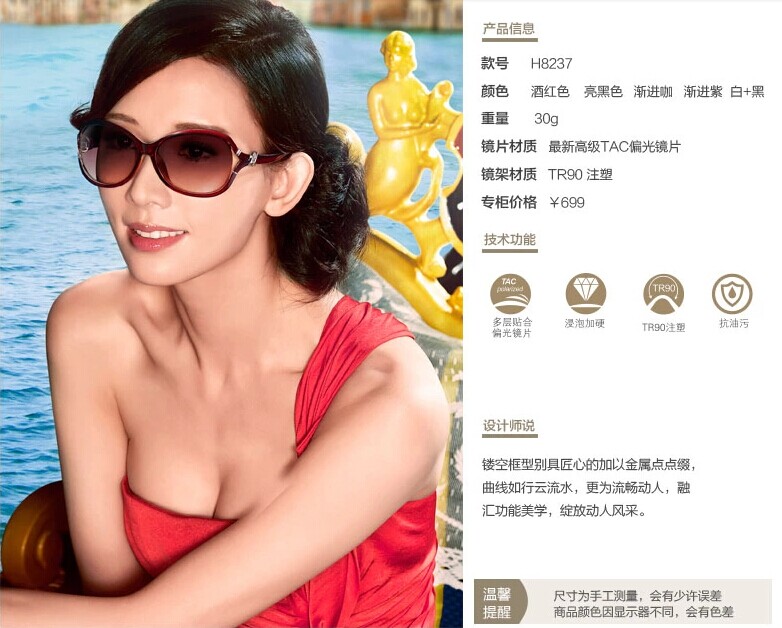 产品信息
款号 H8237
颜色 酒红色 亮黑色 渐进咖 渐进紫 白+黑
重量 30g
镜片材质 最新高级TAC偏光镜片
镜架材质 TR90 注塑
专柜价格 ￥699
技术功能
TAC
polarized
多层贴合
偏光镜片
浸泡加硬
TR90
TR90注塑
抗油污
设计师说
镂空框型别具匠心的加以金属点点缀，
曲线如行云流水，更为流畅动人，融
汇功能美学，绽放动人风采。
温馨
提醒
尺寸为手工测量，会有少许误差
商品颜色因显示器不同，会有色差